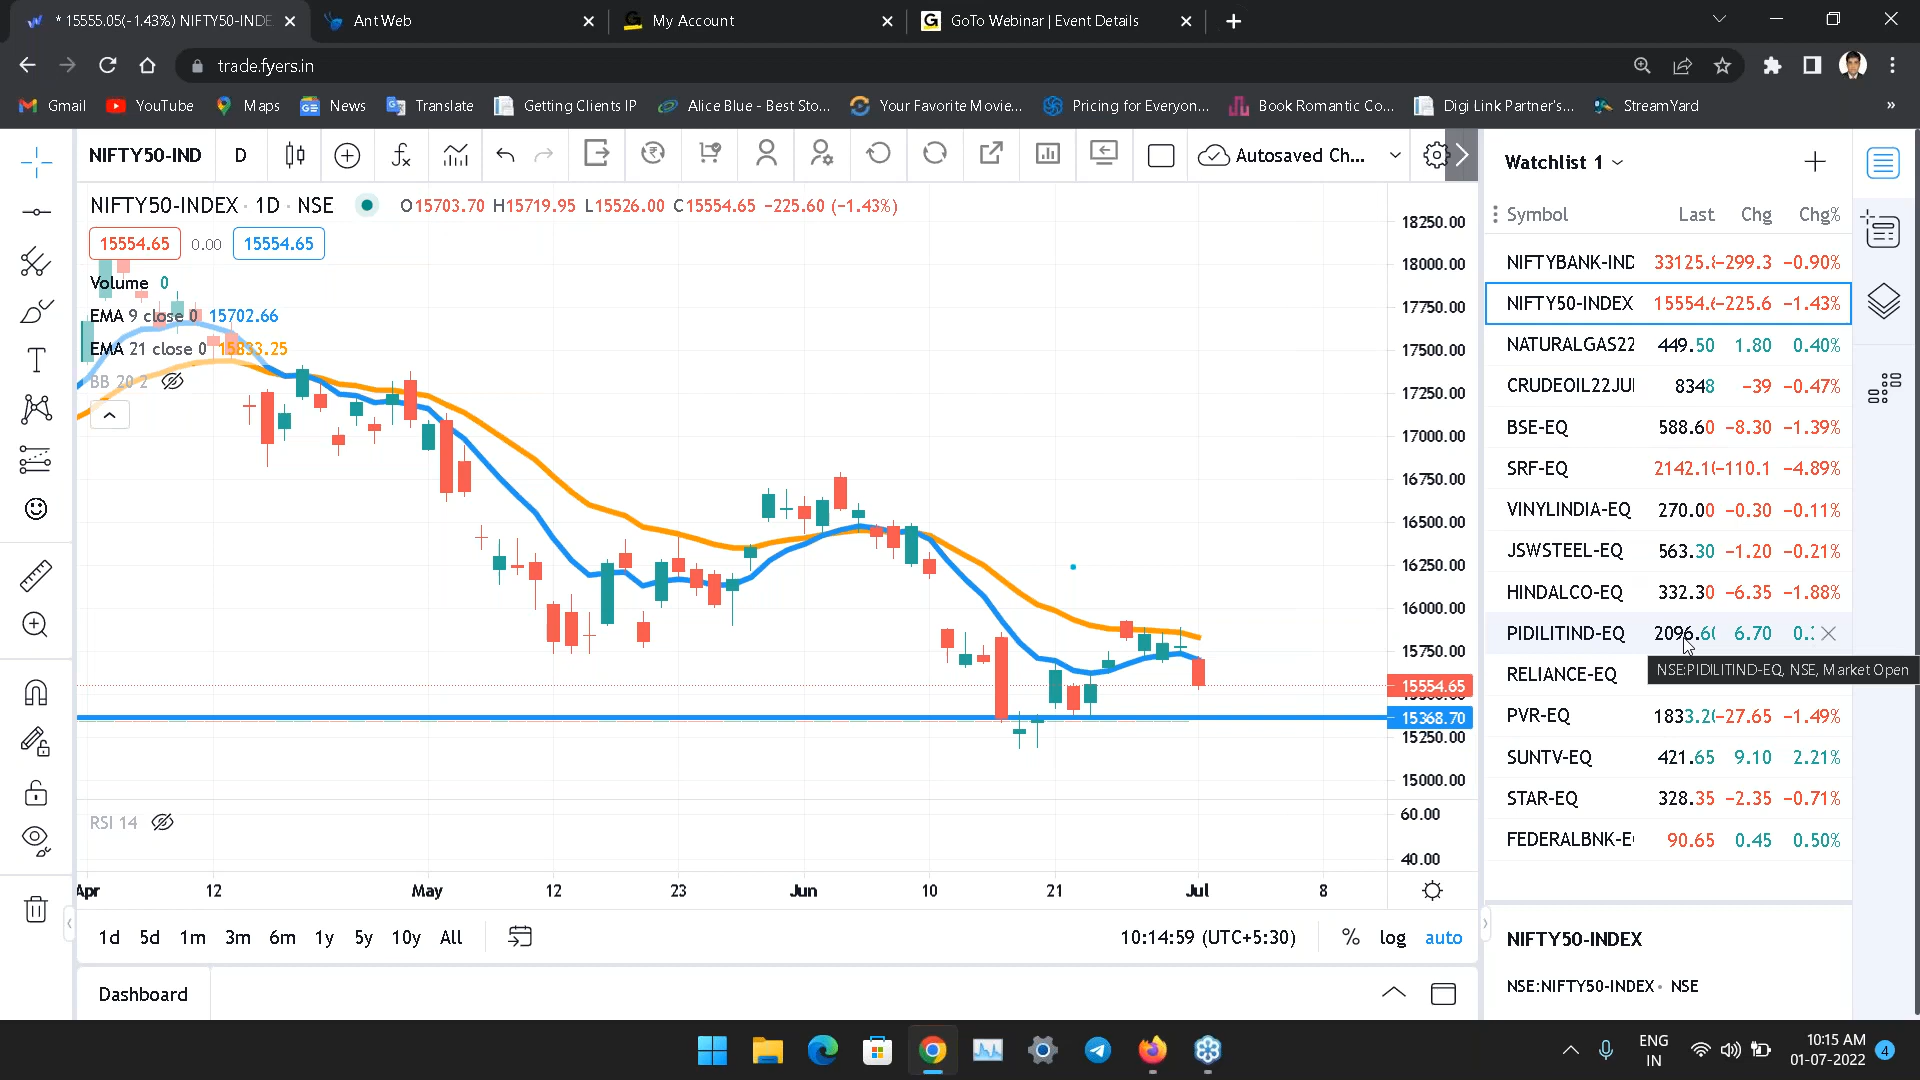 * 15555.05(-1.43%) NIFTY50-INDE
Ant Web
My Account
GoTo Webinar | Event Details
trade.fyers.in
Gmail
YouTube
Maps
News
Translate
Getting Clients IP
Alice Blue - Best Sto...
Your Favorite Movie...
Pricing for Everyon...
Book Romantic Co...
Digi Link Partner's...
StreamYard
»
NIFTY50-IND D
Autosaved Ch...
NIFTY50-INDEX · 1D · NSE O15703.70 H15719.95 L15526.00 C15554.65 −225.60 (−1.43%)
15554.65 0.00 15554.65
Volume 0
EMA 9 close 0 15702.66
EMA 21 close 0 15833.25
BB 20 2
18250.00
18000.00
17750.00
17500.00
17250.00
17000.00
16750.00
16500.00
16250.00
16000.00
15750.00
15554.65
15368.70
15250.00
15000.00
RSI 14
60.00
40.00
Apr 12 May 12 23 Jun 10 21 Jul 8
1d 5d 1m 3m 6m 1y 5y 10y All
10:14:59 (UTC+5:30) % log auto
Dashboard
Watchlist 1
Symbol Last Chg Chg%
NIFTYBANK-IND 33125. -299.3 −0.90%
NIFTY50-INDEX 15554. -225.6 −1.43%
NATURALGAS22 449.50 1.80 0.40%
CRUDEOIL22JU 8348 −39 −0.47%
BSE-EQ 588.60 −8.30 −1.39%
SRF-EQ 2142.1 -110.1 −4.89%
VINYLINDIA-EQ 270.00 −0.30 −0.11%
JSWSTEEL-EQ 563.30 −1.20 −0.21%
HINDALCO-EQ 332.30 −6.35 −1.88%
PIDILITIND-EQ 2096.60 6.70 0.
NSE:PIDILITIND-EQ, NSE, Market Open
RELIANCE-EQ
PVR-EQ 1833.20 -27.65 −1.49%
SUNTV-EQ 421.65 9.10 2.21%
STAR-EQ 328.35 −2.35 −0.71%
FEDERALBNK-E 90.65 0.45 0.50%
NIFTY50-INDEX
NSE:NIFTY50-INDEX • NSE
ENG
IN
10:15 AM
01-07-2022
4